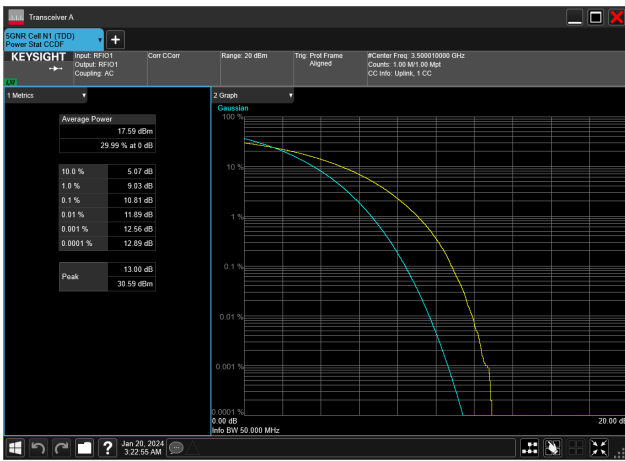 Transceiver A
5GNR Cell N1 (TDD)
Power Stat CCDF
KEYSIGHT
Input: RFIO1
Output: RFIO1
Coupling: AC
Corr CCorr
Range: 20 dBm
Trig: Prot Frame
Aligned
#Center Freq: 3.500010000 GHz
Counts: 1.00 M/1.00 Mpt
CC Info: Uplink, 1 CC
1 Metrics
Average Power
17.59 dBm
29.99 % at 0 dB
10.0 % 5.07 dB
1.0 % 9.03 dB
0.1 % 10.81 dB
0.01 % 11.89 dB
0.001 % 12.56 dB
0.0001 % 12.89 dB
Peak
13.00 dB
30.59 dBm
2 Graph
Gaussian
100 %
10 %
1 %
0.1 %
0.01 %
0.001 %
0.0001 %
0.00 dB
20.00 dB
Info BW 50.000 MHz
Jan 20, 2024
3:22:55 AM